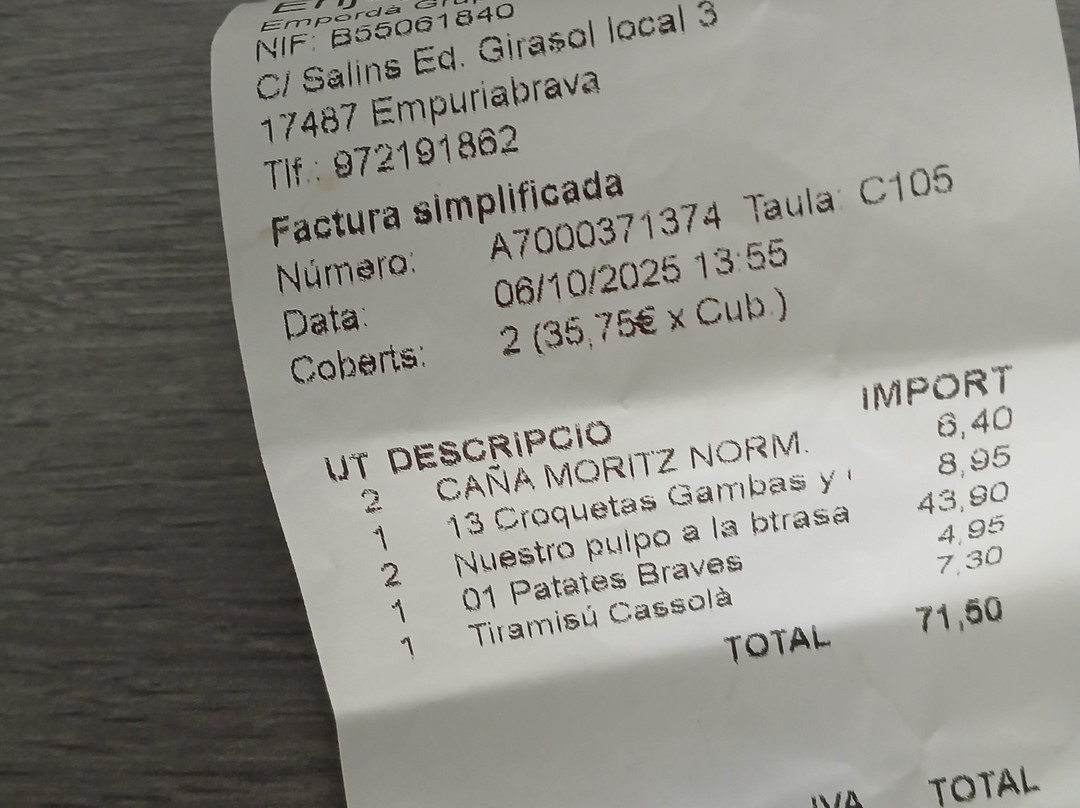 Empordà
NIF: B55061840
C/ Salins Ed. Girasol local 3
17487 Empuriabrava
Tlf.: 972191862
Factura simplificada
Número: A7000371374 Taula: C105
Data: 06/10/2025 13:55
Coberts: 2 (35,75€ x Cub.)
UT DESCRIPCIO IMPORT
2 CAÑA MORITZ NORM. 6,40
1 13 Croquetas Gambas y 8,95
2 Nuestro pulpo a la btrasa 43,90
1 01 Patates Braves 4,95
1 Tiramisú Cassolà 7,30
TOTAL 71,50
IVA TOTAL